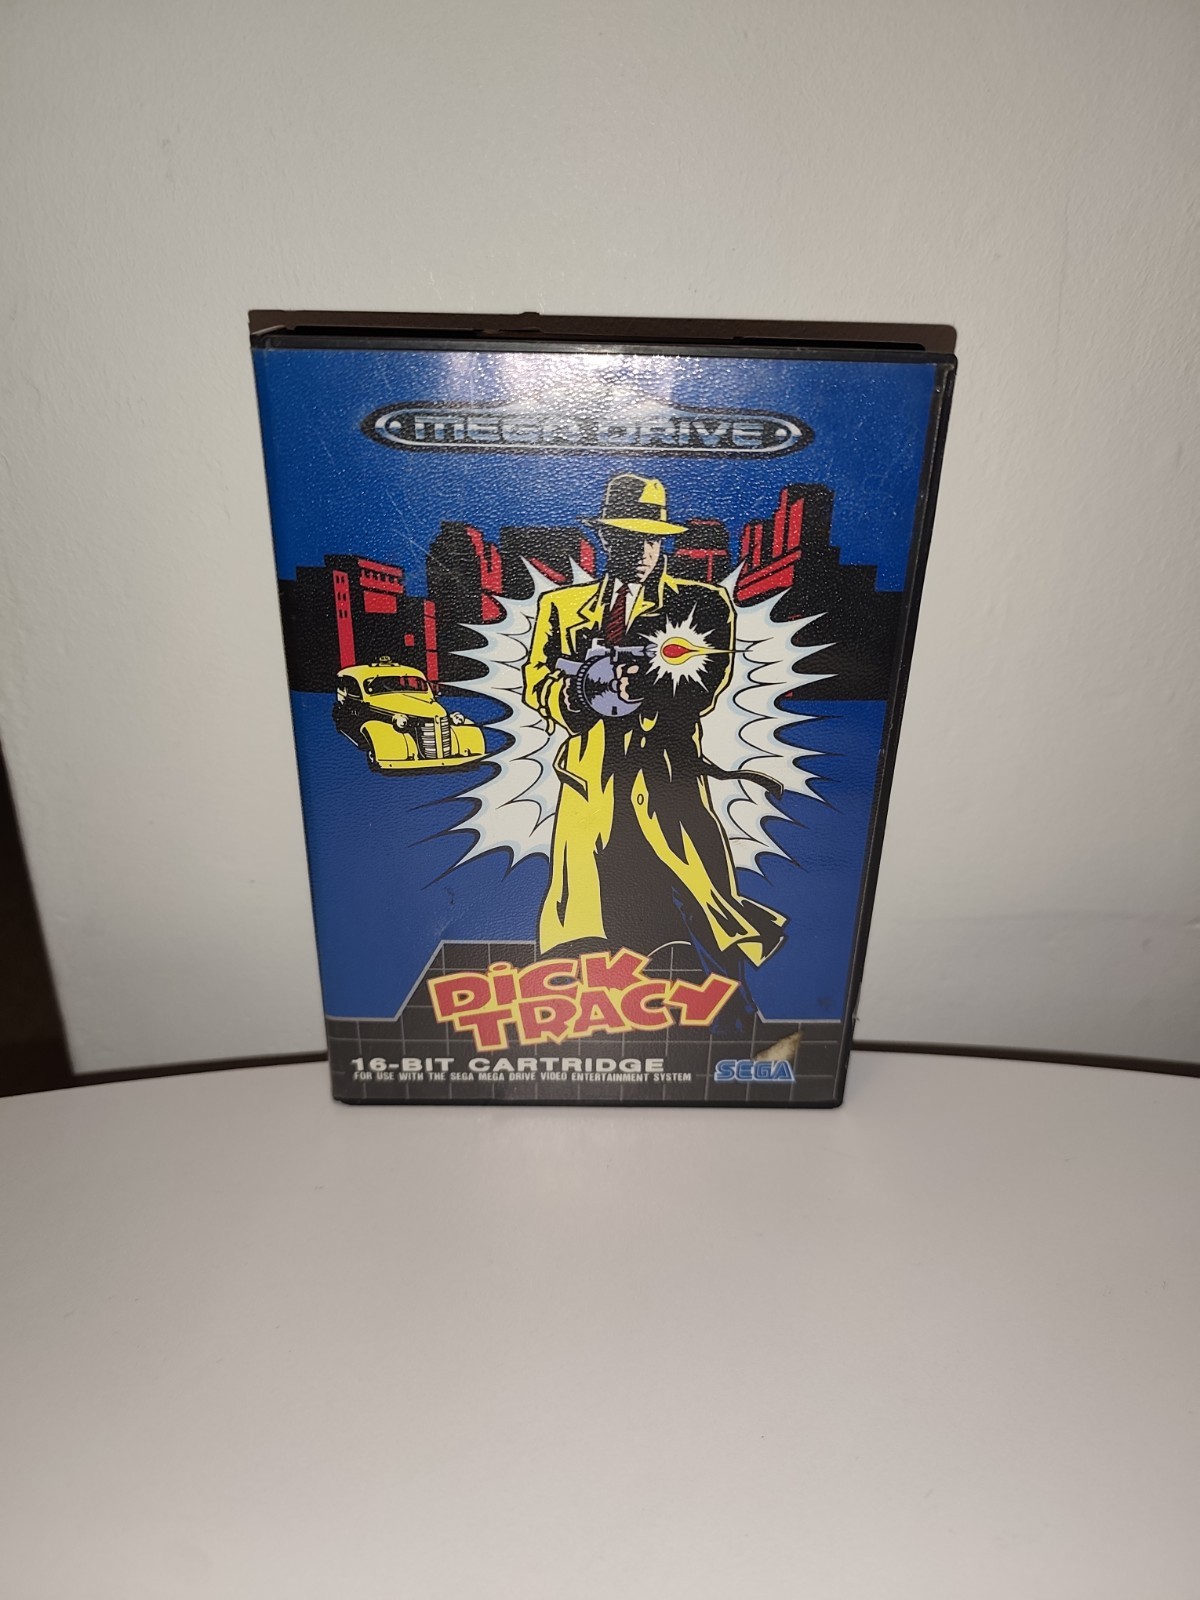 MEGA DRIVE
DiCK
TRACY
16-BIT CARTRIDGE
FOR USE WITH THE SEGA MEGA DRIVE VIDEO ENTERTAINMENT SYSTEM
SEGA